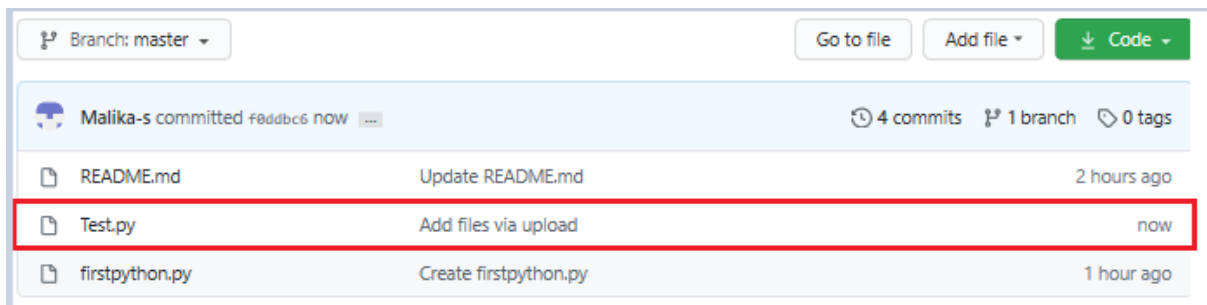 Branch: master Go to file Add file Code
Malika-s committed f0ddbc6 now ... 4 commits 1 branch 0 tags
README.md Update README.md 2 hours ago
Test.py Add files via upload now
firstpython.py Create firstpython.py 1 hour ago